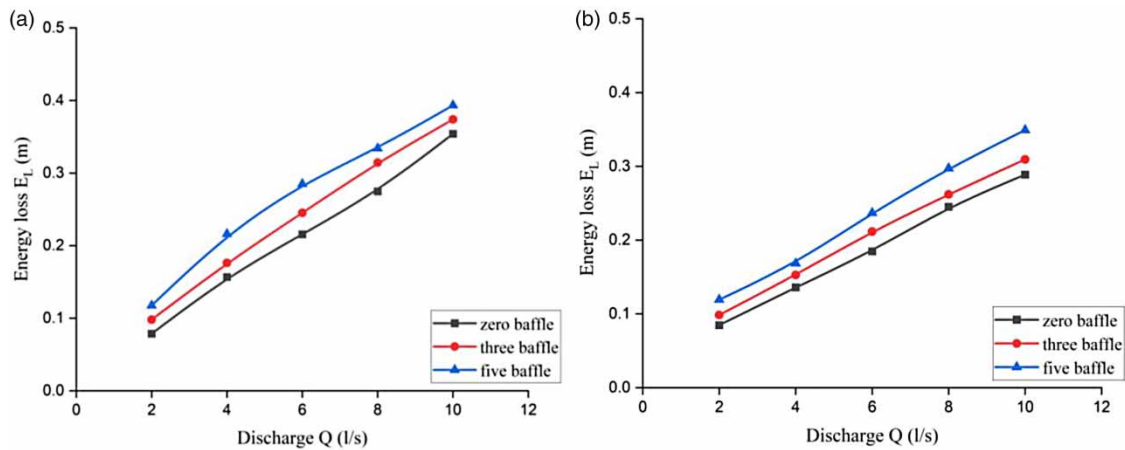 (a)
0.5
0.4
0.3
0.2
0.1
0.0
Energy loss E_L (m)
0 2 4 6 8 10 12
Discharge Q (l/s)
zero baffle
three baffle
five baffle
(b)
0.5
0.4
0.3
0.2
0.1
0.0
Energy loss E_L (m)
0 2 4 6 8 10 12
Discharge Q (l/s)
zero baffle
three baffle
five baffle